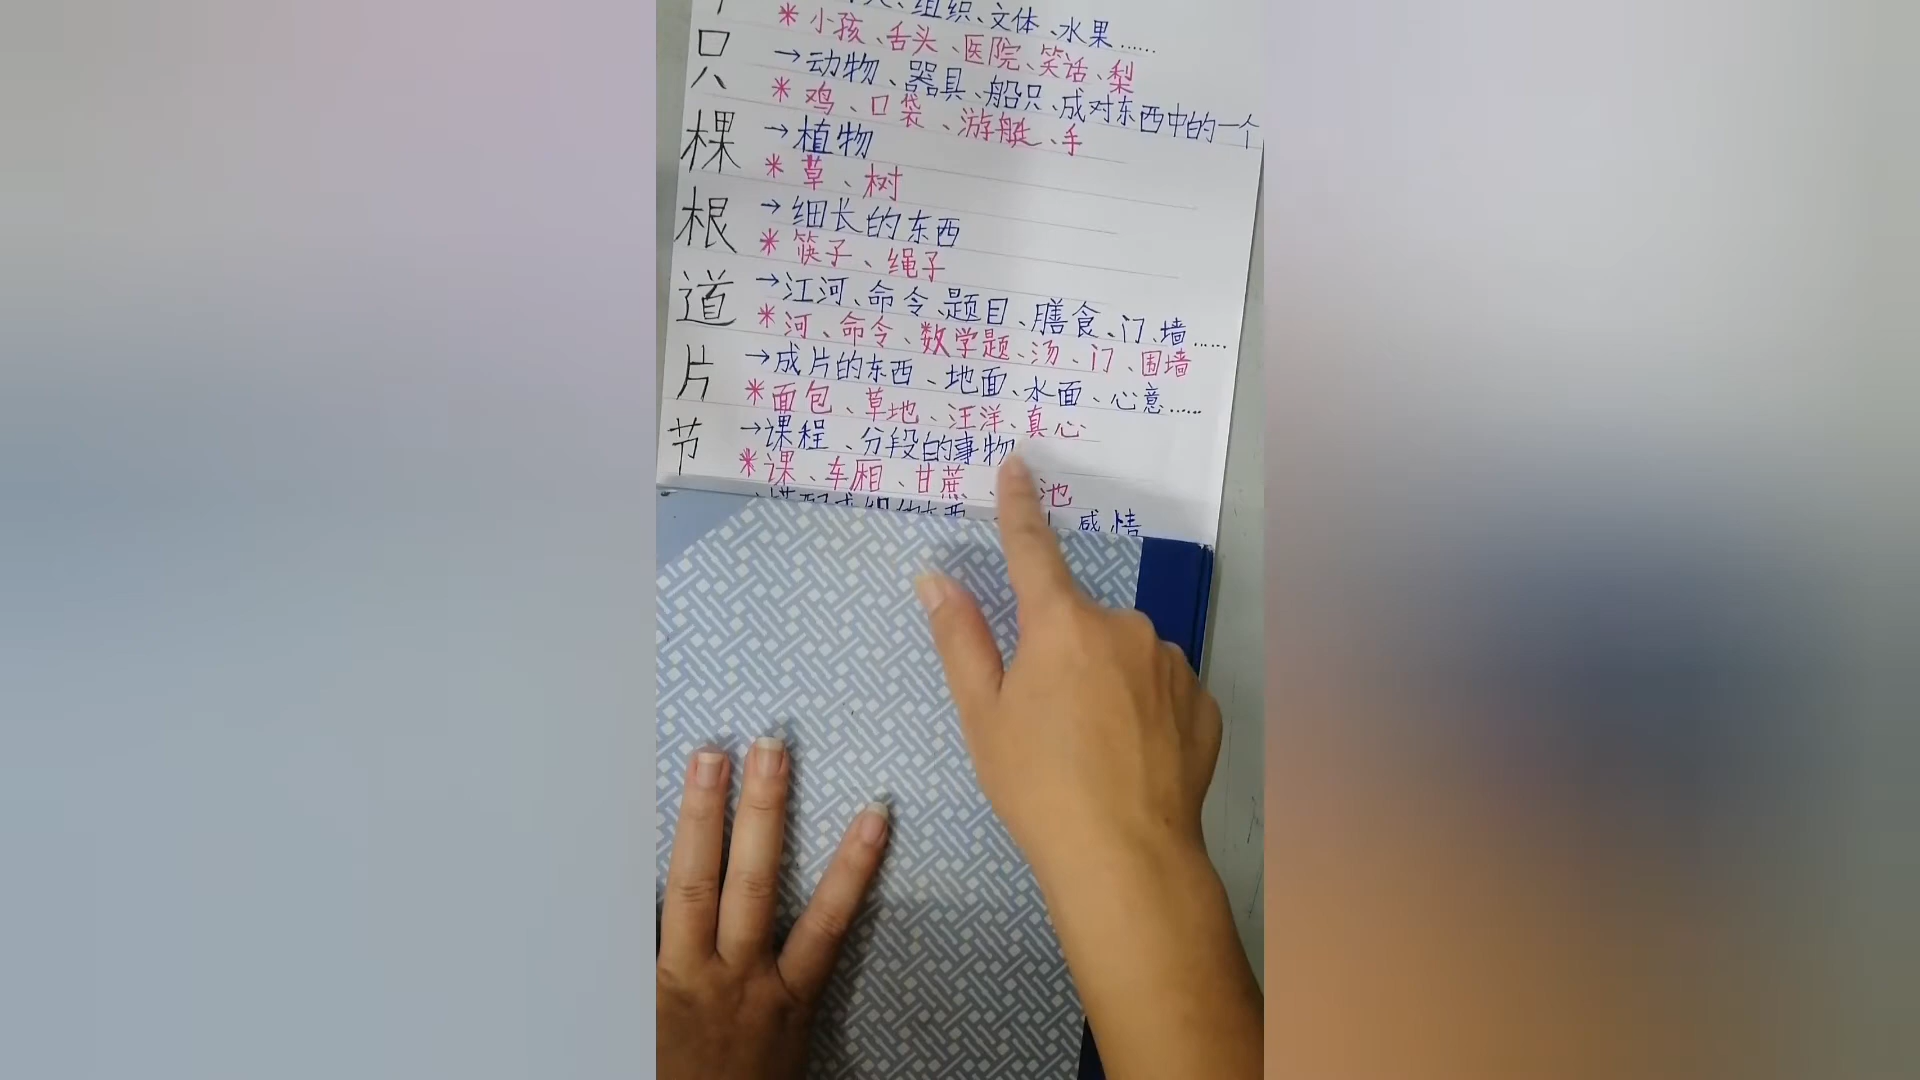 组织、文体、水果……
* 小孩、舌头、医院、笑话、梨
只 →动物、器具、船只、成对东西中的一个
* 鸡、口袋、游艇、手
棵 →植物
* 草、树
根 →细长的东西
* 筷子、绳子
道 →江河、命令、题目、膳食、门、墙……
* 河、命令、数学题、汤、门、围墙
片 →成片的东西、地面、水面、心意……
* 面包、草地、汪洋、真心
节 →课程、分段的事物
* 课、车厢、甘蔗、池
感情